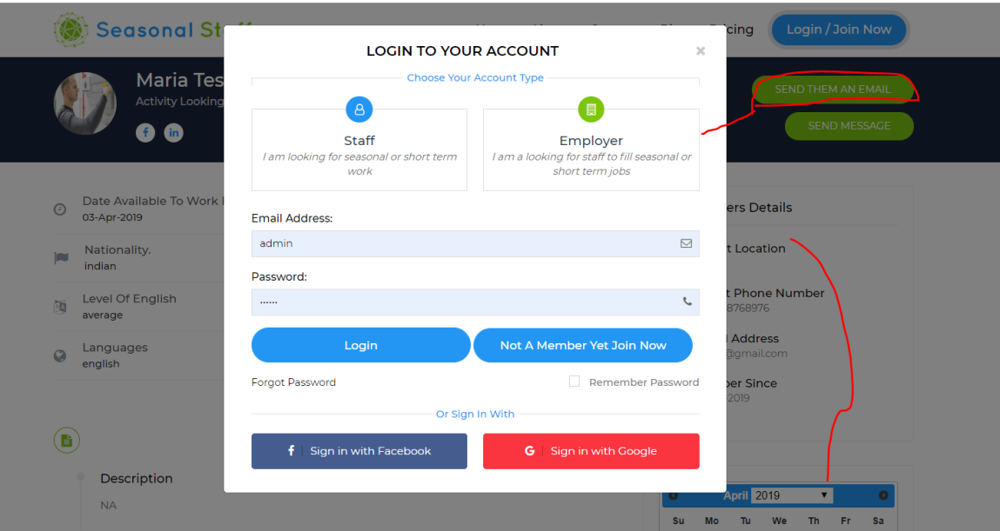 Seasonal St
Login / Join Now
LOGIN TO YOUR ACCOUNT
Choose Your Account Type
Maria Tes
Activity Looking
SEND THEM AN EMAIL
SEND MESSAGE
Staff
I am looking for seasonal or short term
work
Employer
I am a looking for staff to fill seasonal or
short term jobs
Date Available To Work
03-Apr-2019
Nationality.
indian
Level Of English
average
Languages
english
Email Address:
admin
Password:
......
Login
Not A Member Yet Join Now
Forgot Password
Remember Password
Or Sign In With
f Sign in with Facebook
G Sign in with Google
ers Details
t Location
t Phone Number
8768976
Address
@gmail.com
ber Since
2019
Description
NA
April 2019
Su Mo Tu We Th Fr Sa